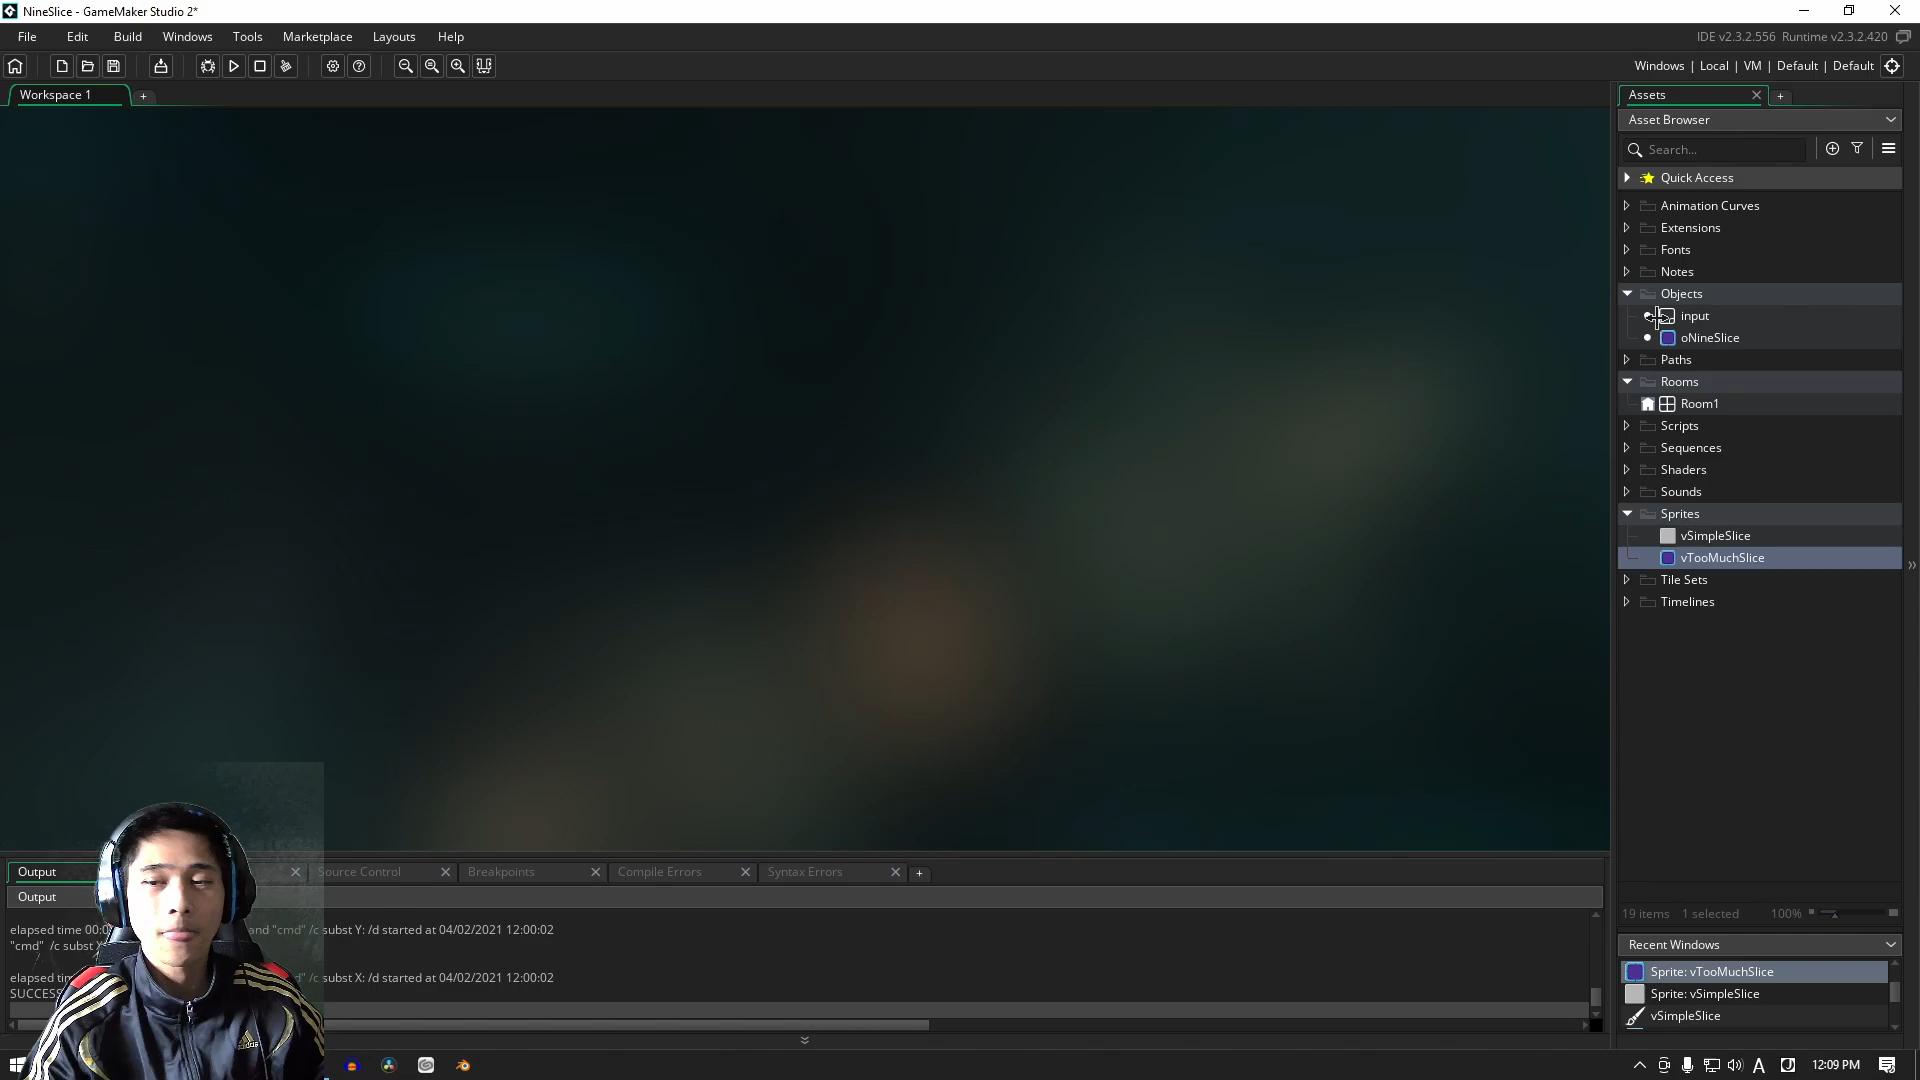 NineSlice - GameMaker Studio 2*
File Edit Build Windows Tools Marketplace Layouts Help
IDE v2.3.2.556 Runtime v2.3.2.420
Windows | Local | VM | Default | Default
Workspace 1
Assets
Asset Browser
Search...
Quick Access
Animation Curves
Extensions
Fonts
Notes
Objects
input
oNineSlice
Paths
Rooms
Room1
Scripts
Sequences
Shaders
Sounds
Sprites
vSimpleSlice
vTooMuchSlice
Tile Sets
Timelines
19 items 1 selected 100%
Recent Windows
Sprite: vTooMuchSlice
Sprite: vSimpleSlice
vSimpleSlice
Output Source Control Breakpoints Compile Errors Syntax Errors
Output
elapsed time 00:0 and "cmd" /c subst Y: /d started at 04/02/2021 12:00:02
"cmd" /c subst X
elapsed tim d" /c subst X: /d started at 04/02/2021 12:00:02
SUCCESS
adidas
A 12:09 PM